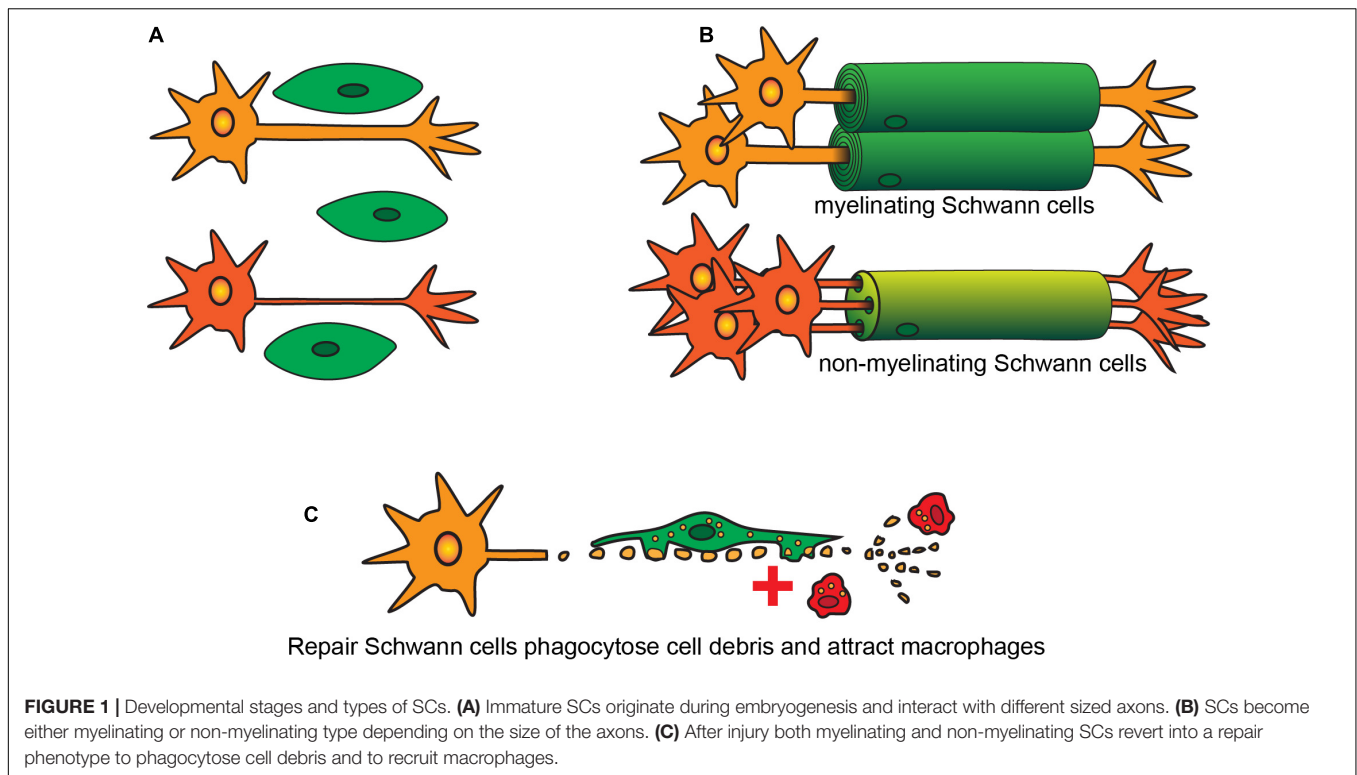 A
B
myelinating Schwann cells
non-myelinating Schwann cells
C
Repair Schwann cells phagocytose cell debris and attract macrophages
FIGURE 1 | Developmental stages and types of SCs. (A) Immature SCs originate during embryogenesis and interact with different sized axons. (B) SCs become
either myelinating or non-myelinating type depending on the size of the axons. (C) After injury both myelinating and non-myelinating SCs revert into a repair
phenotype to phagocytose cell debris and to recruit macrophages.